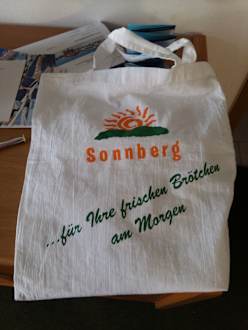 Sonnberg
...für Ihre frischen Brötchen
am Morgen